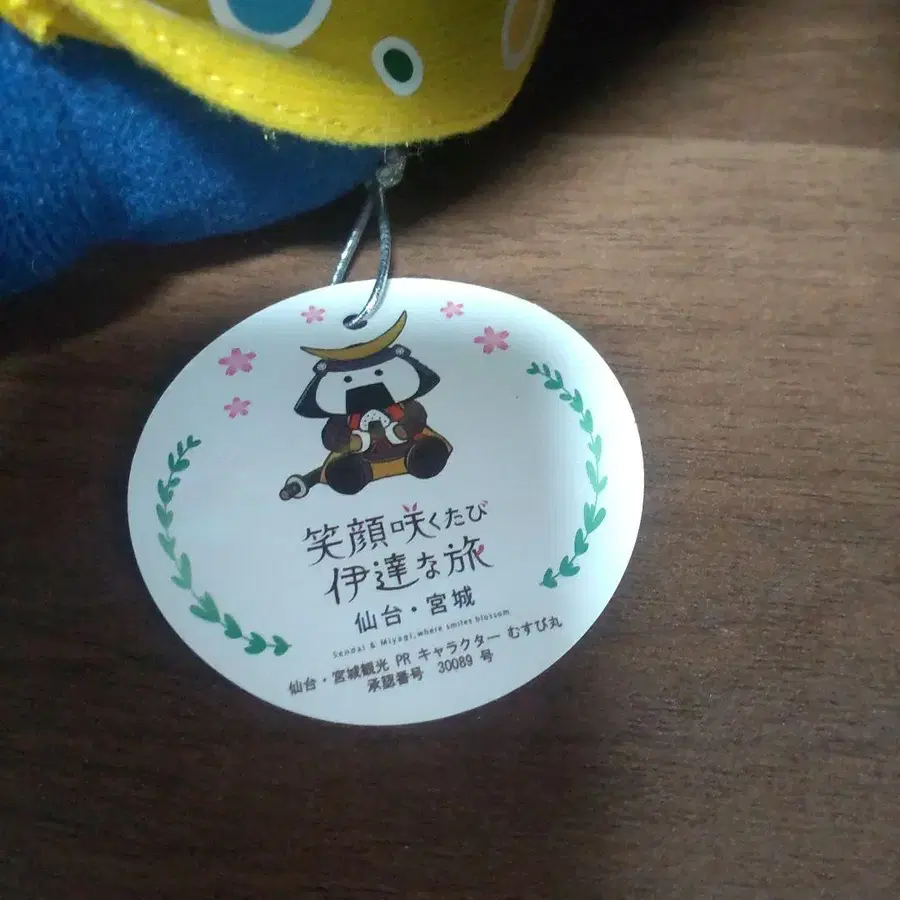 笑顔咲くたび
伊達な旅
仙台・宮城
Sendai & Miyagi, where smiles blossom
仙台・宮城観光 PR キャラクター むすび丸
承認番号 30089 号